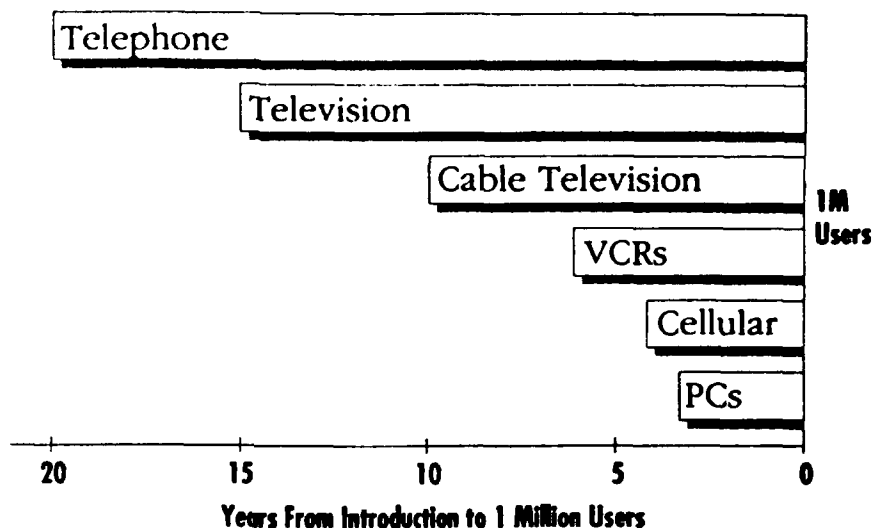 Telephone
Television
Cable Television
1M
Users
VCRs
Cellular
PCs
20 15 10 5 0
Years From Introduction to 1 Million Users